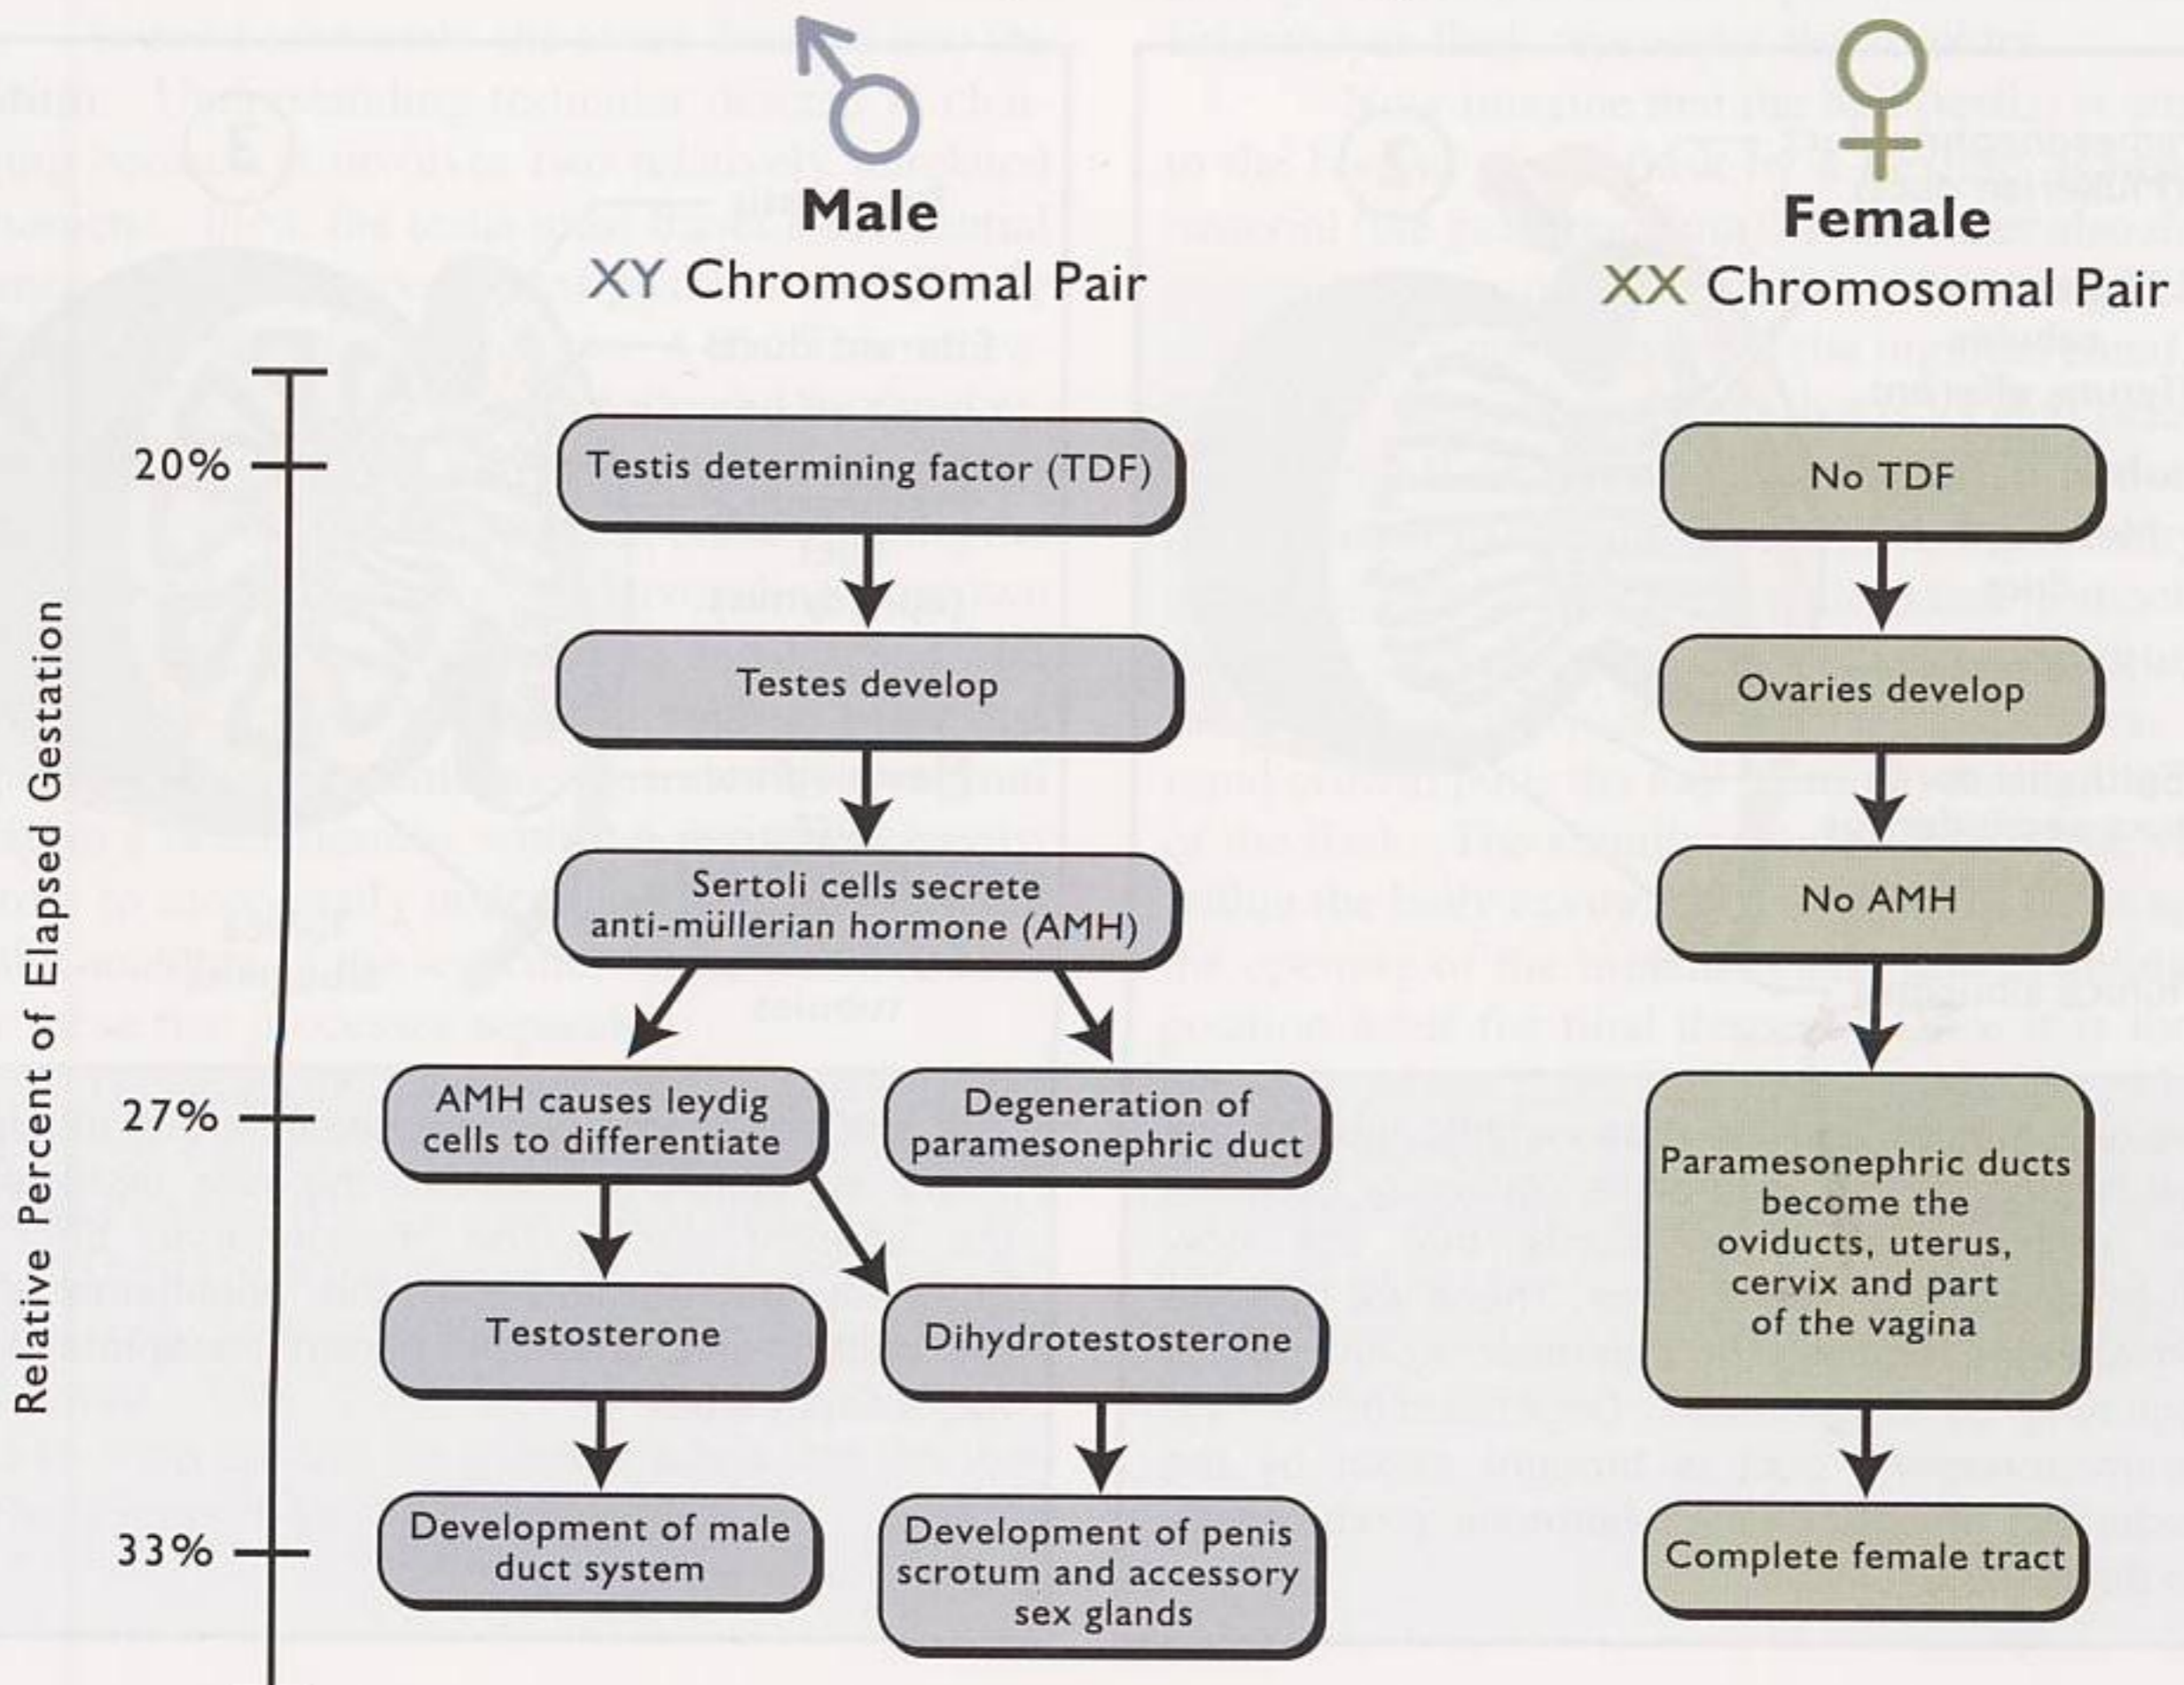 Male
XY Chromosomal Pair
Female
XX Chromosomal Pair
Relative Percent of Elapsed Gestation
20%
27%
33%
Testis determining factor (TDF)
Testes develop
Sertoli cells secrete
anti-müllerian hormone (AMH)
AMH causes leydig
cells to differentiate
Degeneration of
paramesonephric duct
Testosterone
Dihydrotestosterone
Development of male
duct system
Development of penis
scrotum and accessory
sex glands
No TDF
Ovaries develop
No AMH
Paramesonephric ducts
become the
oviducts, uterus,
cervix and part
of the vagina
Complete female tract